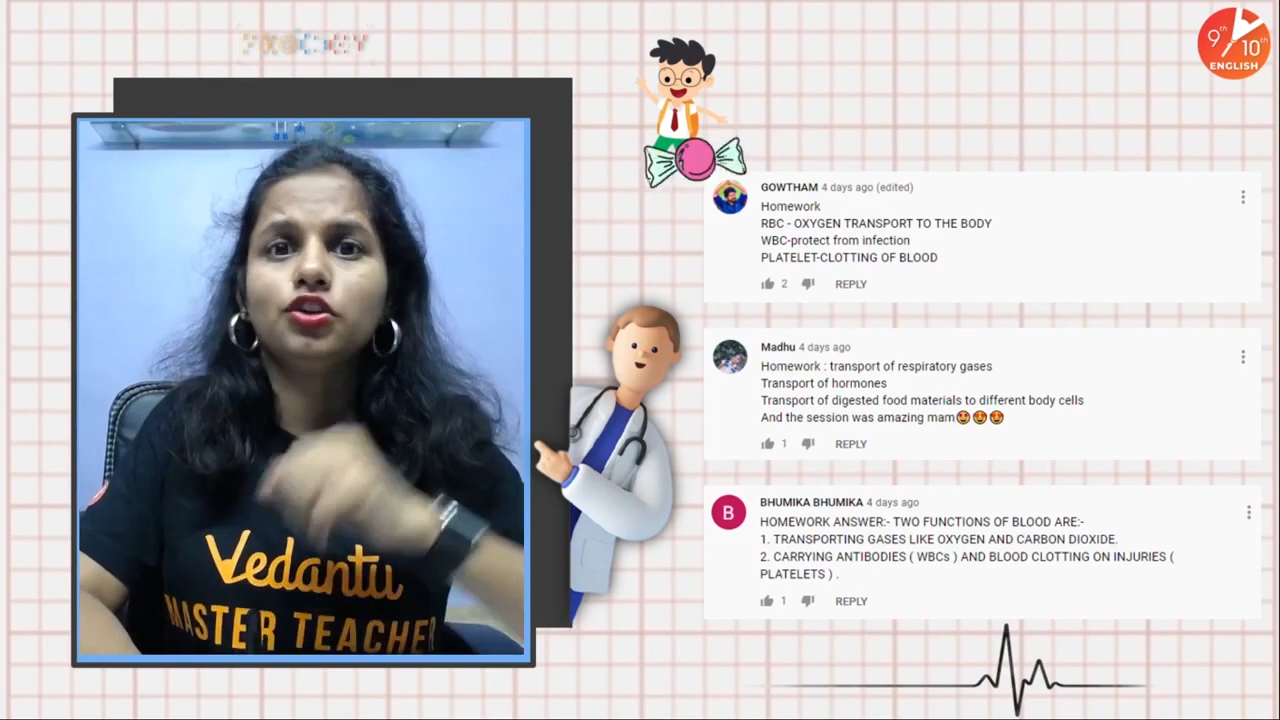 9th
10th
ENGLISH
GOWTHAM 4 days ago (edited)
Homework
RBC - OXYGEN TRANSPORT TO THE BODY
WBC-protect from infection
PLATELET-CLOTTING OF BLOOD
2 REPLY
Madhu 4 days ago
Homework : transport of respiratory gases
Transport of hormones
Transport of digested food materials to different body cells
And the session was amazing mam😍😍😍
1 REPLY
B
BHUMIKA BHUMIKA 4 days ago
HOMEWORK ANSWER:- TWO FUNCTIONS OF BLOOD ARE:-
1. TRANSPORTING GASES LIKE OXYGEN AND CARBON DIOXIDE.
2. CARRYING ANTIBODIES ( WBCs ) AND BLOOD CLOTTING ON INJURIES (
PLATELETS ) .
1 REPLY
Vedantu
MASTER TEACHER